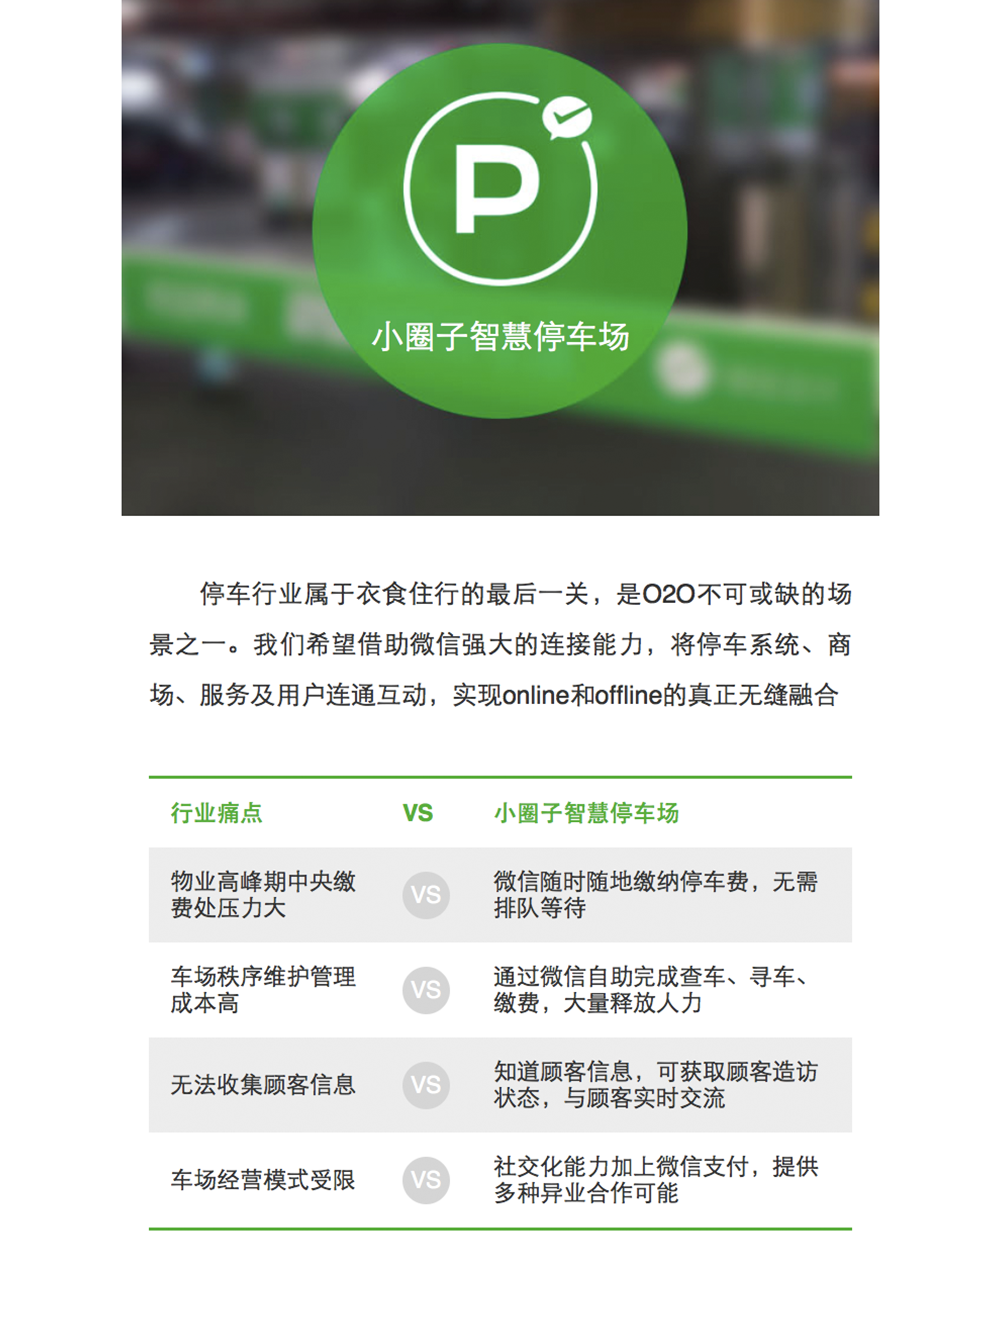 P
小圈子智慧停车场
停车行业属于衣食住行的最后一关，是O2O不可或缺的场
景之一。我们希望借助微信强大的连接能力，将停车系统、商
场、服务及用户连通互动，实现online和offline的真正无缝融合
行业痛点 VS 小圈子智慧停车场
物业高峰期中央缴
费处压力大
VS
微信随时随地缴纳停车费，无需
排队等待
车场秩序维护管理
成本高
VS
通过微信自助完成查车、寻车、
缴费，大量释放人力
无法收集顾客信息
VS
知道顾客信息，可获取顾客造访
状态，与顾客实时交流
车场经营模式受限
VS
社交化能力加上微信支付，提供
多种异业合作可能